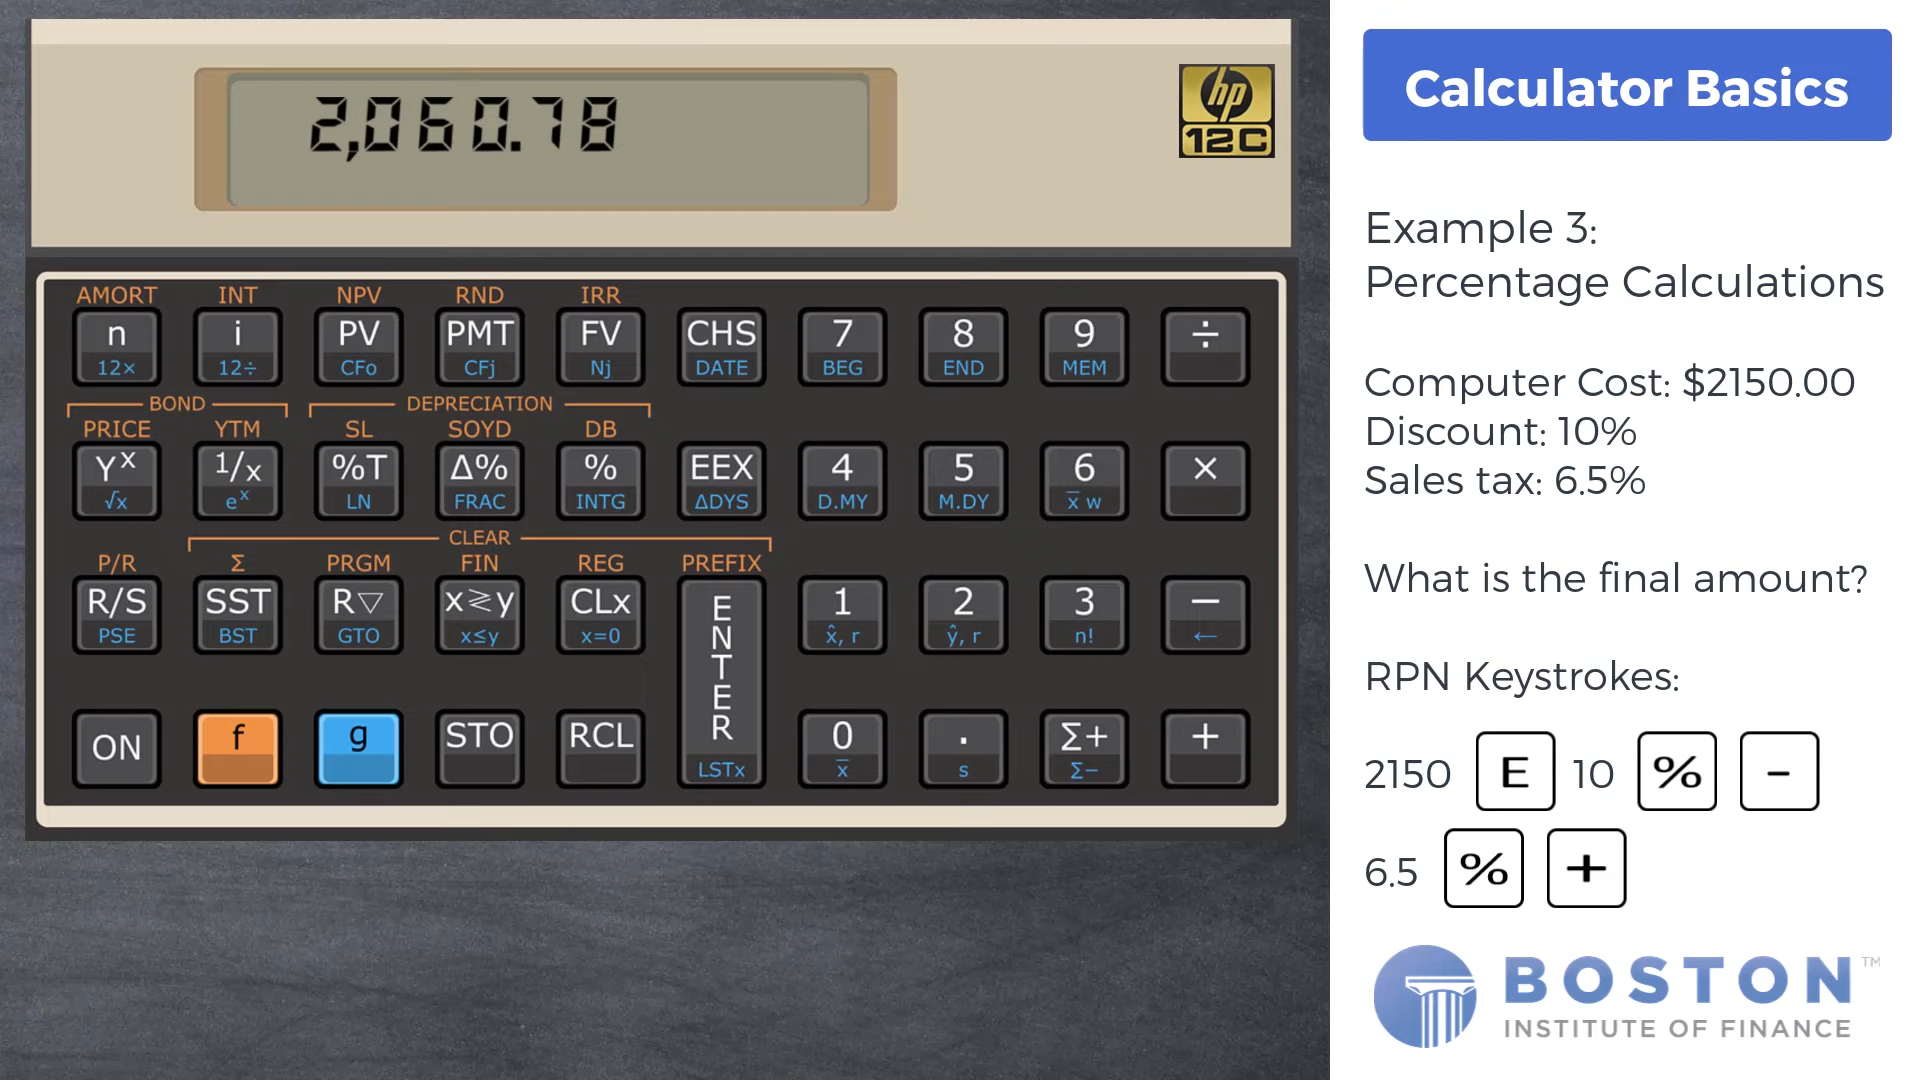 2,060.78
hp
12C
AMORT INT NPV RND IRR
n i PV PMT FV CHS 7 8 9 ÷
12× 12÷ CFo CFj Nj DATE BEG END MEM
BOND DEPRECIATION
PRICE YTM SL SOYD DB
Yˣ 1/x %T Δ% % EEX 4 5 6 ×
√x eˣ LN FRAC INTG ΔDYS D.MY M.DY x̄ w
CLEAR
P/R Σ PRGM FIN REG PREFIX
R/S SST R▽ x≷y CLx ENTER 1 2 3 −
PSE BST GTO x≤y x=0 x̂, r ŷ, r n! ←
ON f g STO RCL 0 . Σ+ +
LSTx x̄ s Σ−
Calculator Basics
Example 3:
Percentage Calculations
Computer Cost: $2150.00
Discount: 10%
Sales tax: 6.5%
What is the final amount?
RPN Keystrokes:
2150 E 10 % -
6.5 % +
BOSTON™
INSTITUTE OF FINANCE